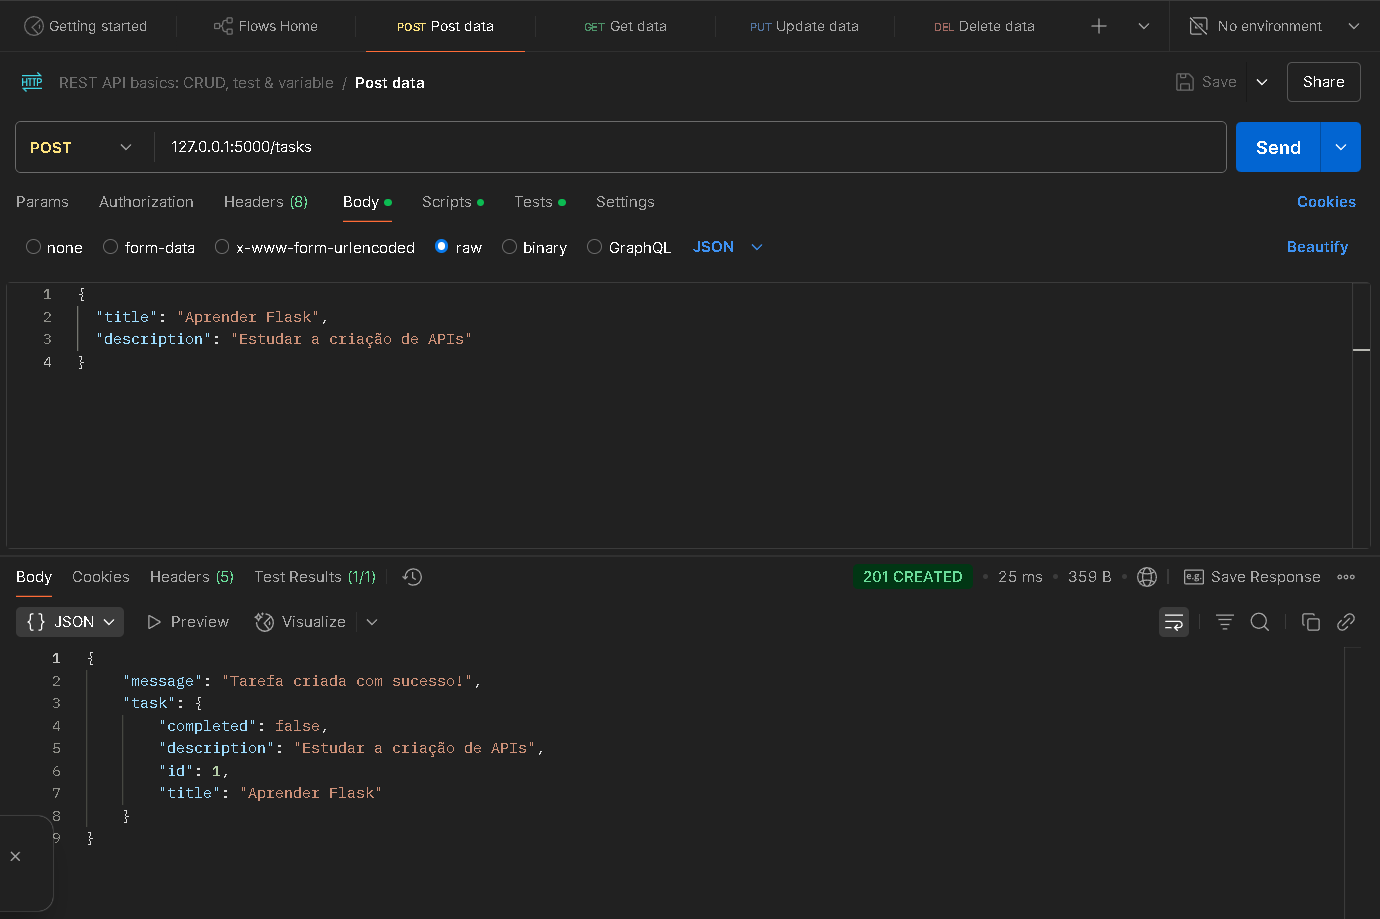 Getting started Flows Home POST Post data GET Get data PUT Update data DEL Delete data No environment
HTTP REST API basics: CRUD, test & variable / Post data Save Share
POST 127.0.0.1:5000/tasks Send
Params Authorization Headers (8) Body Scripts Tests Settings Cookies
none form-data x-www-form-urlencoded raw binary GraphQL JSON Beautify
1 {
2 "title": "Aprender Flask",
3 "description": "Estudar a criação de APIs"
4 }
Body Cookies Headers (5) Test Results (1/1) 201 CREATED • 25 ms • 359 B • e.g. Save Response
{} JSON Preview Visualize
1 {
2 "message": "Tarefa criada com sucesso!",
3 "task": {
4 "completed": false,
5 "description": "Estudar a criação de APIs",
6 "id": 1,
7 "title": "Aprender Flask"
8 }
9 }